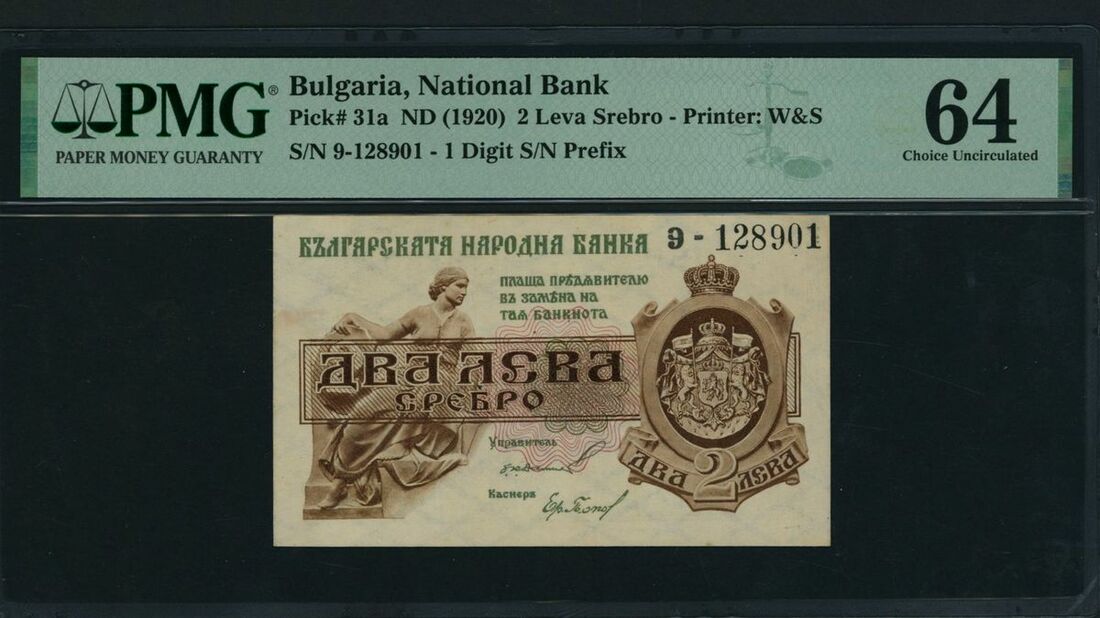 PMG®
PAPER MONEY GUARANTY
Bulgaria, National Bank
Pick# 31a ND (1920) 2 Leva Srebro - Printer: W&S
S/N 9-128901 - 1 Digit S/N Prefix
64
Choice Uncirculated
БЪЛГАРСКАТА НАРОДНА БАНКА 9 - 128901
ПЛАЩА ПРѢДЯВИТЕЛЮ
ВЪ ЗАМѢНА НА
ТАЯ БАНКНОТА
ДВА ЛЕВА
СРЕБРО
Управитель
Касиеръ
ДВА 2 ЛЕВА